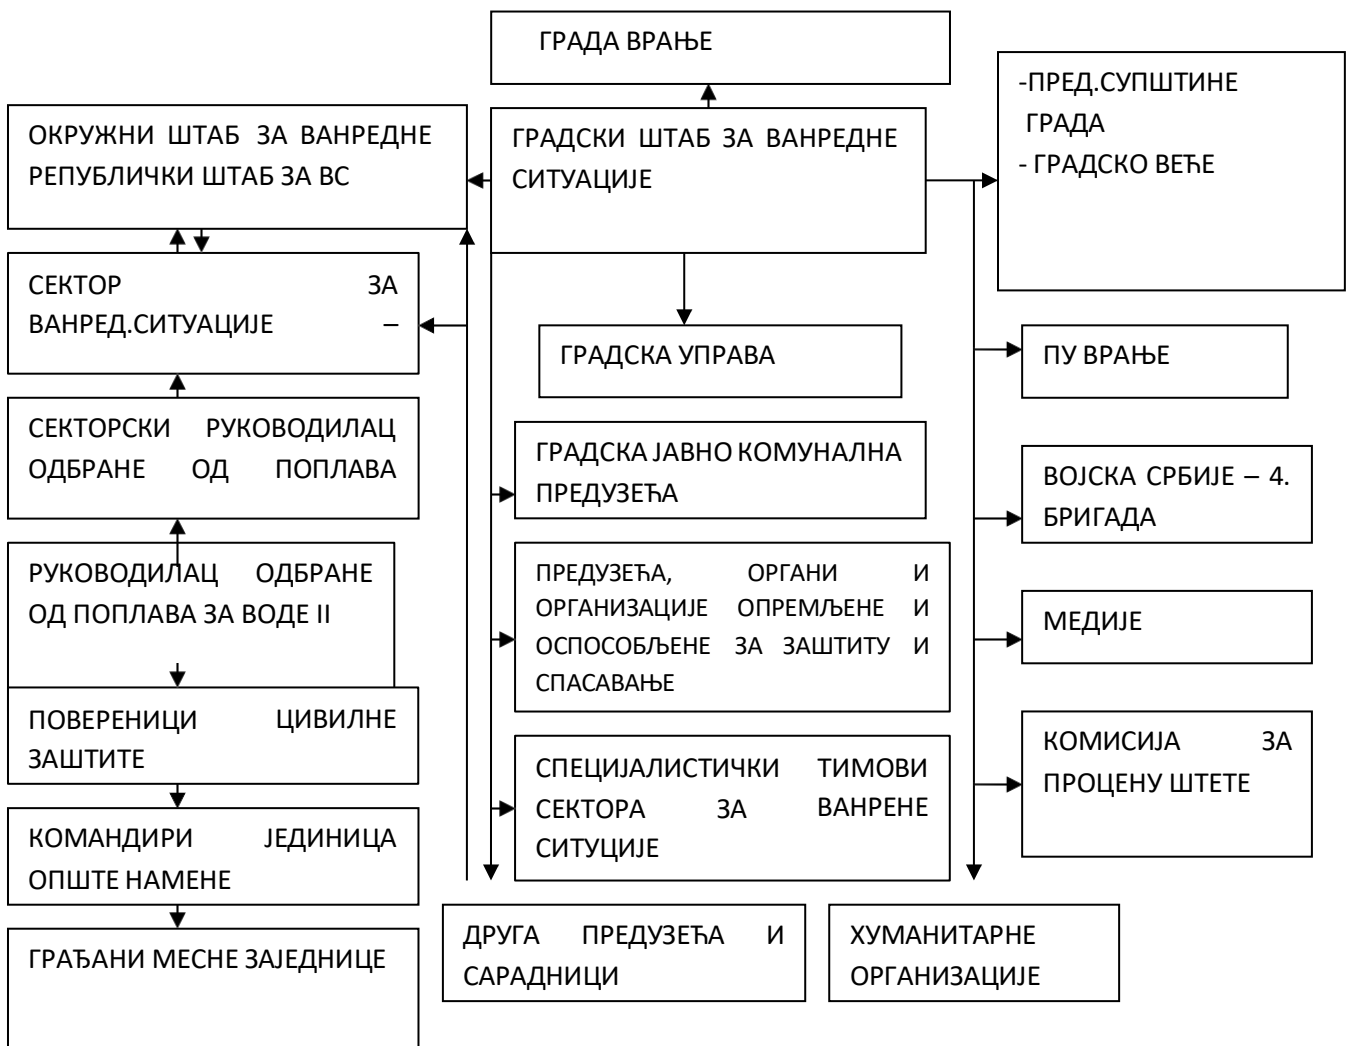 ГРАДА ВРАЊЕ
-ПРЕД.СУПШТИНЕ
ГРАДА
- ГРАДСКО ВЕЋЕ
ОКРУЖНИ ШТАБ ЗА ВАНРЕДНЕ
РЕПУБЛИЧКИ ШТАБ ЗА ВС
ГРАДСКИ ШТАБ ЗА ВАНРЕДНЕ
СИТУАЦИЈЕ
СЕКТОР ЗА
ВАНРЕД.СИТУАЦИЈЕ –
ГРАДСКА УПРАВА
ПУ ВРАЊЕ
СЕКТОРСКИ РУКОВОДИЛАЦ
ОДБРАНЕ ОД ПОПЛАВА
ГРАДСКА ЈАВНО КОМУНАЛНА
ПРЕДУЗЕЋА
ВОЈСКА СРБИЈЕ – 4.
БРИГАДА
РУКОВОДИЛАЦ ОДБРАНЕ
ОД ПОПЛАВА ЗА ВОДЕ II
ПРЕДУЗЕЋА, ОРГАНИ И
ОРГАНИЗАЦИЈЕ ОПРЕМЉЕНЕ И
ОСПОСОБЉЕНЕ ЗА ЗАШТИТУ И
СПАСАВАЊЕ
МЕДИЈЕ
ПОВЕРЕНИЦИ ЦИВИЛНЕ
ЗАШТИТЕ
СПЕЦИЈАЛИСТИЧКИ ТИМОВИ
СЕКТОРА ЗА ВАНРЕНЕ
СИТУЦИЈЕ
КОМИСИЈА ЗА
ПРОЦЕНУ ШТЕТЕ
КОМАНДИРИ ЈЕДИНИЦА
ОПШТЕ НАМЕНЕ
ДРУГА ПРЕДУЗЕЋА И
САРАДНИЦИ
ХУМАНИТАРНЕ
ОРГАНИЗАЦИЈЕ
ГРАЂАНИ МЕСНЕ ЗАЈЕДНИЦЕ